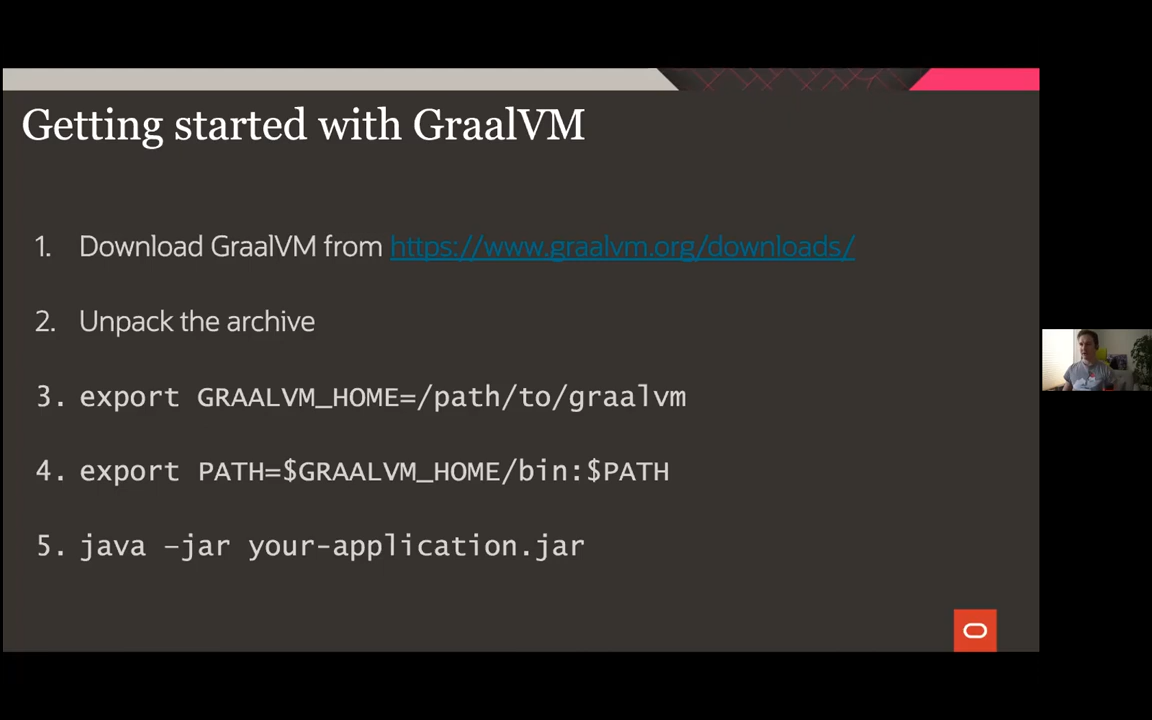 Getting started with GraalVM
1. Download GraalVM from https://www.graalvm.org/downloads/
2. Unpack the archive
3. export GRAALVM_HOME=/path/to/graalvm
4. export PATH=$GRAALVM_HOME/bin:$PATH
5. java –jar your-application.jar